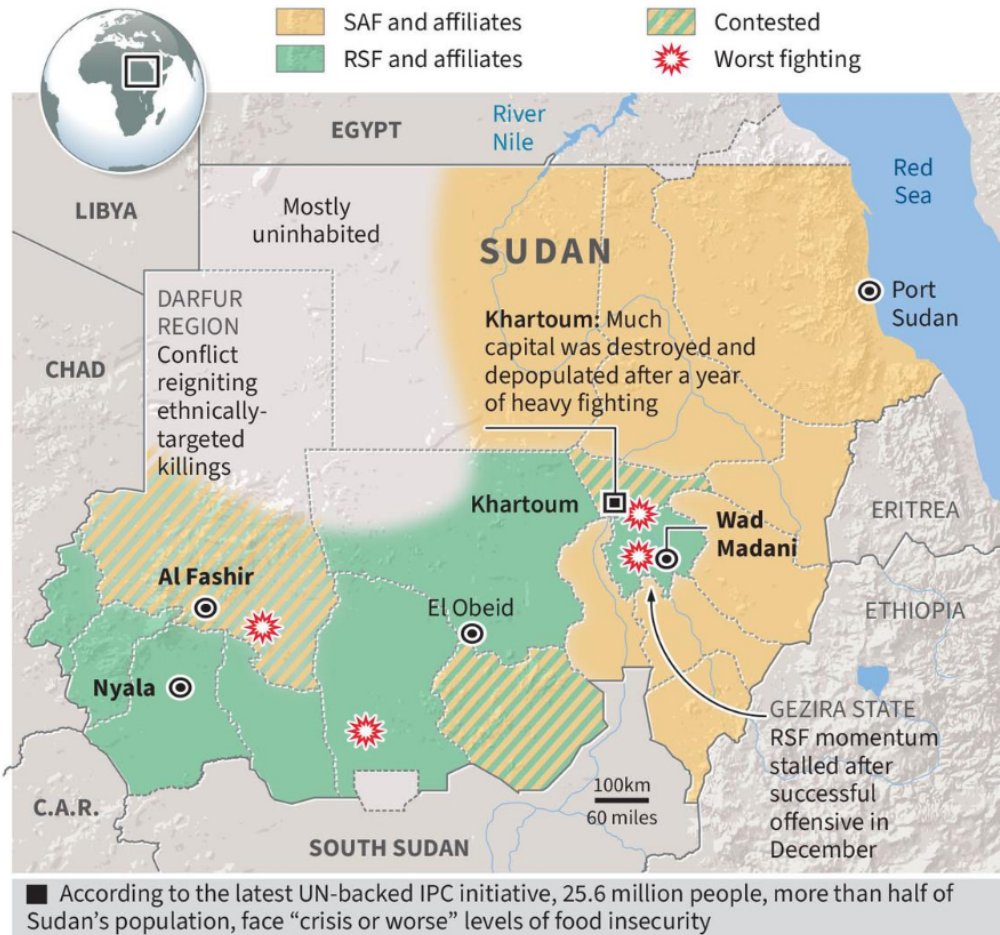 SAF and affiliates
RSF and affiliates
Contested
Worst fighting
EGYPT
River
Nile
Red
Sea
LIBYA
Mostly
uninhabited
SUDAN
Port
Sudan
DARFUR
REGION
Conflict
reigniting
ethnically-
targeted
killings
Khartoum: Much
capital was destroyed and
depopulated after a year
of heavy fighting
CHAD
Khartoum
Wad
Madani
ERITREA
Al Fashir
El Obeid
ETHIOPIA
Nyala
GEZIRA STATE
RSF momentum
stalled after
successful
offensive in
December
100km
60 miles
C.A.R.
SOUTH SUDAN
■ According to the latest UN-backed IPC initiative, 25.6 million people, more than half of
Sudan’s population, face “crisis or worse” levels of food insecurity